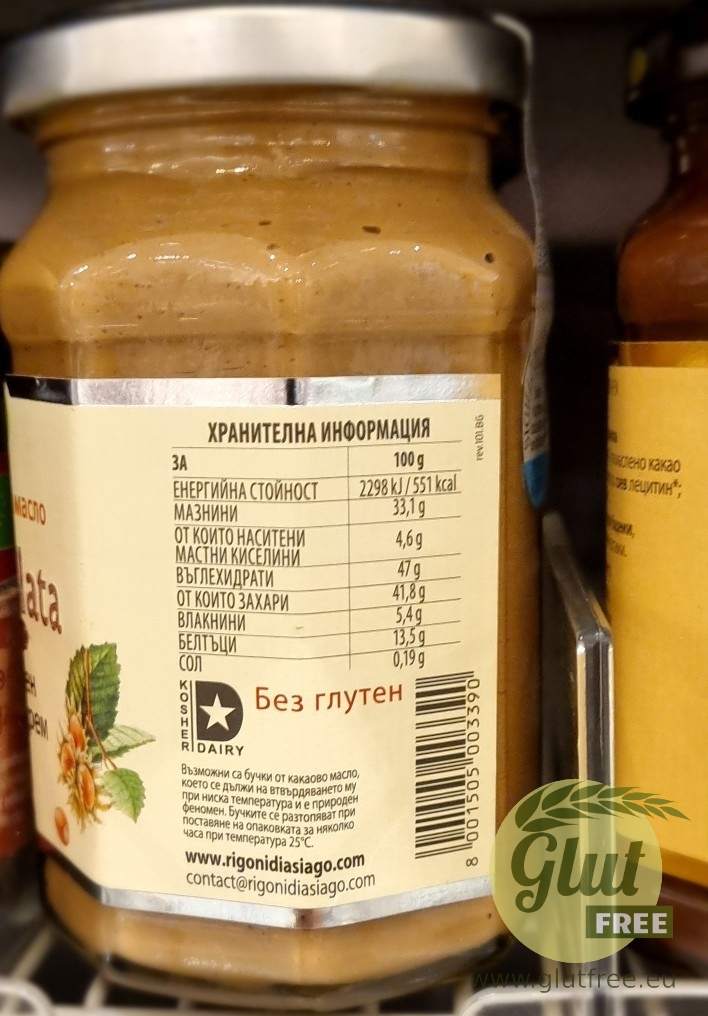 ХРАНИТЕЛНА ИНФОРМАЦИЯ
ЗА 100 g
ЕНЕРГИЙНА СТОЙНОСТ 2298 kJ / 551 kcal
МАЗНИНИ 33,1 g
ОТ КОИТО НАСИТЕНИ
МАСТНИ КИСЕЛИНИ 4,6 g
ВЪГЛЕХИДРАТИ 47 g
ОТ КОИТО ЗАХАРИ 41,8 g
ВЛАКНИНИ 5,4 g
БЕЛТЪЦИ 13,5 g
СОЛ 0,19 g
rev.101.BG
масло
lata
ен
рем
KOSHER
D
DAIRY
Без глутен
Възможни са бучки от какаово масло,
което се дължи на втвърдяването му
при ниска температура и е природен
феномен. Бучките се разтопяват при
поставяне на опаковката за няколко
часа при температура 25°C.
www.rigonidiasiago.com
contact@rigonidiasiago.com
8 001505 003390
какао
лецитин*;
Glut
FREE
www.glutfree.eu